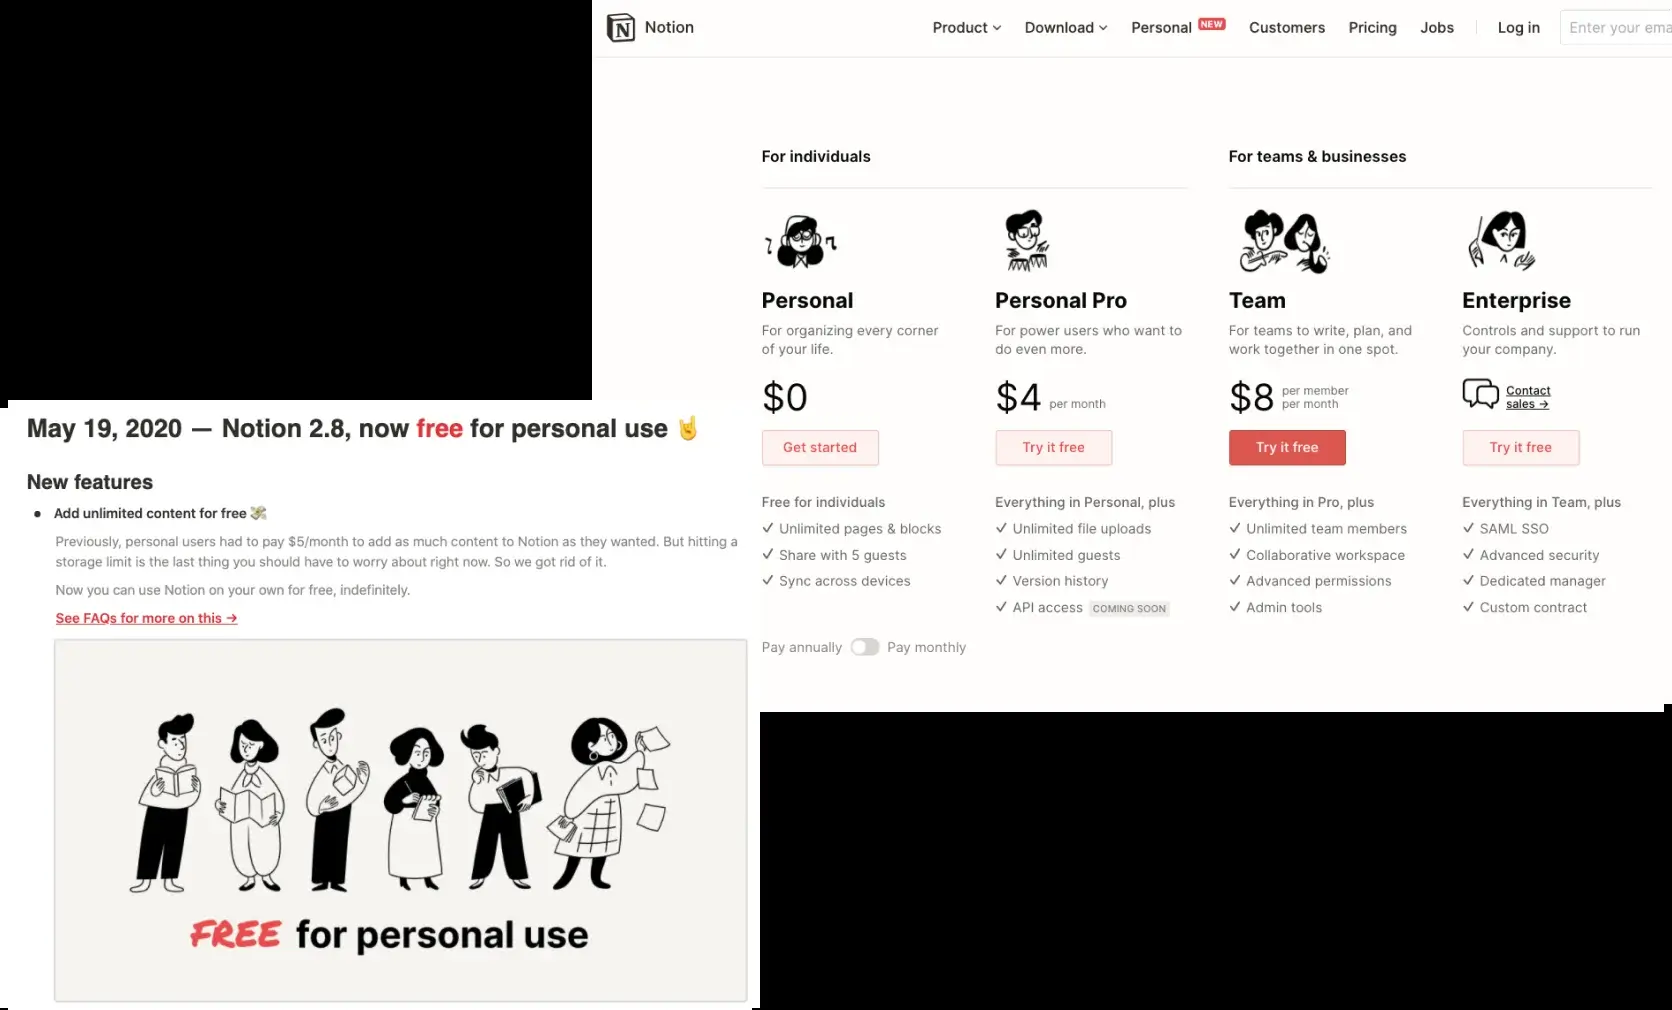 Notion
Product Download Personal NEW Customers Pricing Jobs Log in Enter your ema
For individuals
For teams & businesses
Personal
For organizing every corner
of your life.
$0
Get started
Free for individuals
✓ Unlimited pages & blocks
✓ Share with 5 guests
✓ Sync across devices
Personal Pro
For power users who want to
do even more.
$4 per month
Try it free
Everything in Personal, plus
✓ Unlimited file uploads
✓ Unlimited guests
✓ Version history
✓ API access COMING SOON
Team
For teams to write, plan, and
work together in one spot.
$8 per member
per month
Try it free
Everything in Pro, plus
✓ Unlimited team members
✓ Collaborative workspace
✓ Advanced permissions
✓ Admin tools
Enterprise
Controls and support to run
your company.
Contact
sales →
Try it free
Everything in Team, plus
✓ SAML SSO
✓ Advanced security
✓ Dedicated manager
✓ Custom contract
Pay annually Pay monthly
May 19, 2020 — Notion 2.8, now free for personal use 🤘
New features
• Add unlimited content for free 💸
Previously, personal users had to pay $5/month to add as much content to Notion as they wanted. But hitting a
storage limit is the last thing you should have to worry about right now. So we got rid of it.
Now you can use Notion on your own for free, indefinitely.
See FAQs for more on this →
FREE for personal use